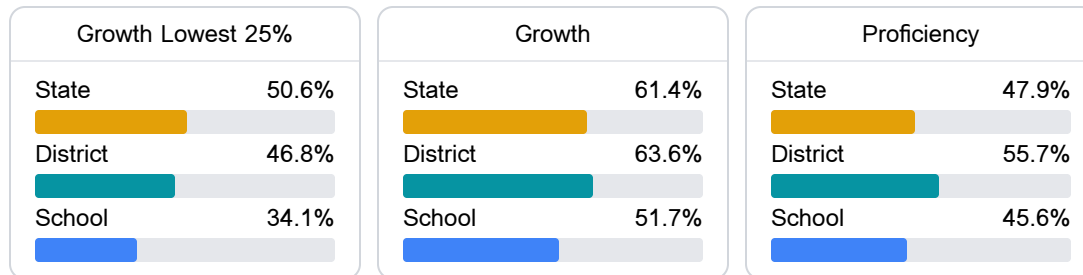 Growth Lowest 25%
State 50.6%
District 46.8%
School 34.1%
Growth
State 61.4%
District 63.6%
School 51.7%
Proficiency
State 47.9%
District 55.7%
School 45.6%